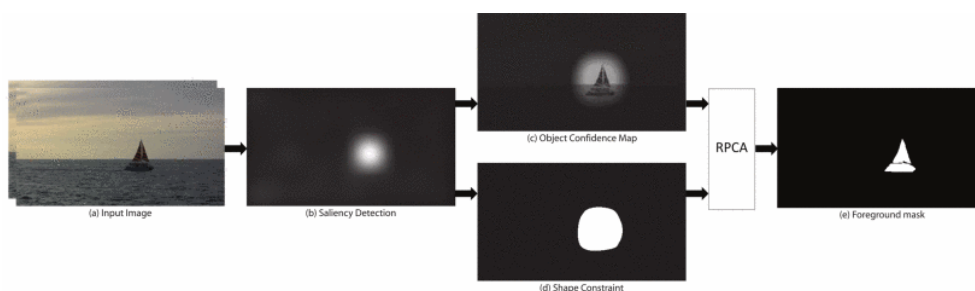 (a) Input Image
(b) Saliency Detection
(c) Object Confidence Map
(d) Shape Constraint
RPCA
(e) Foreground mask